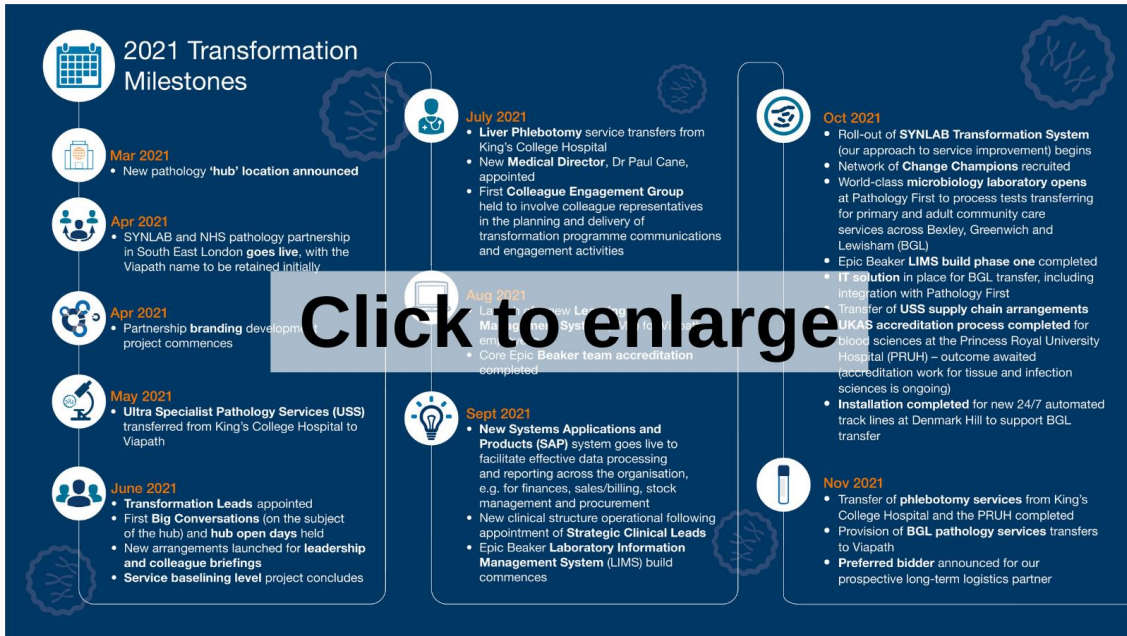 2021 Transformation
Milestones
Mar 2021
• New pathology ‘hub’ location announced
Apr 2021
• SYNLAB and NHS pathology partnership
in South East London goes live, with the
Viapath name to be retained initially
Apr 2021
• Partnership branding development
project commences
May 2021
• Ultra Specialist Pathology Services (USS)
transferred from King’s College Hospital to
Viapath
June 2021
• Transformation Leads appointed
• First Big Conversations (on the subject
of the hub) and hub open days held
• New arrangements launched for leadership
and colleague briefings
• Service baselining level project concludes
July 2021
• Liver Phlebotomy service transfers from
King’s College Hospital
• New Medical Director, Dr Paul Cane,
appointed
• First Colleague Engagement Group
held to involve colleague representatives
in the planning and delivery of
transformation programme communications
and engagement activities
Aug 2021
new Learning
Management System for Viapath
• Core Epic Beaker team accreditation
completed
Click to enlarge
Sept 2021
• New Systems Applications and
Products (SAP) system goes live to
facilitate effective data processing
and reporting across the organisation,
e.g. for finances, sales/billing, stock
management and procurement
• New clinical structure operational following
appointment of Strategic Clinical Leads
• Epic Beaker Laboratory Information
Management System (LIMS) build
commences
Oct 2021
• Roll-out of SYNLAB Transformation System
(our approach to service improvement) begins
• Network of Change Champions recruited
• World-class microbiology laboratory opens
at Pathology First to process tests transferring
for primary and adult community care
services across Bexley, Greenwich and
Lewisham (BGL)
• Epic Beaker LIMS build phase one completed
• IT solution in place for BGL transfer, including
integration with Pathology First
• Transfer of USS supply chain arrangements
• UKAS accreditation process completed for
blood sciences at the Princess Royal University
Hospital (PRUH) – outcome awaited
(accreditation work for tissue and infection
sciences is ongoing)
• Installation completed for new 24/7 automated
track lines at Denmark Hill to support BGL
transfer
Nov 2021
• Transfer of phlebotomy services from King’s
College Hospital and the PRUH completed
• Provision of BGL pathology services transfers
to Viapath
• Preferred bidder announced for our
prospective long-term logistics partner